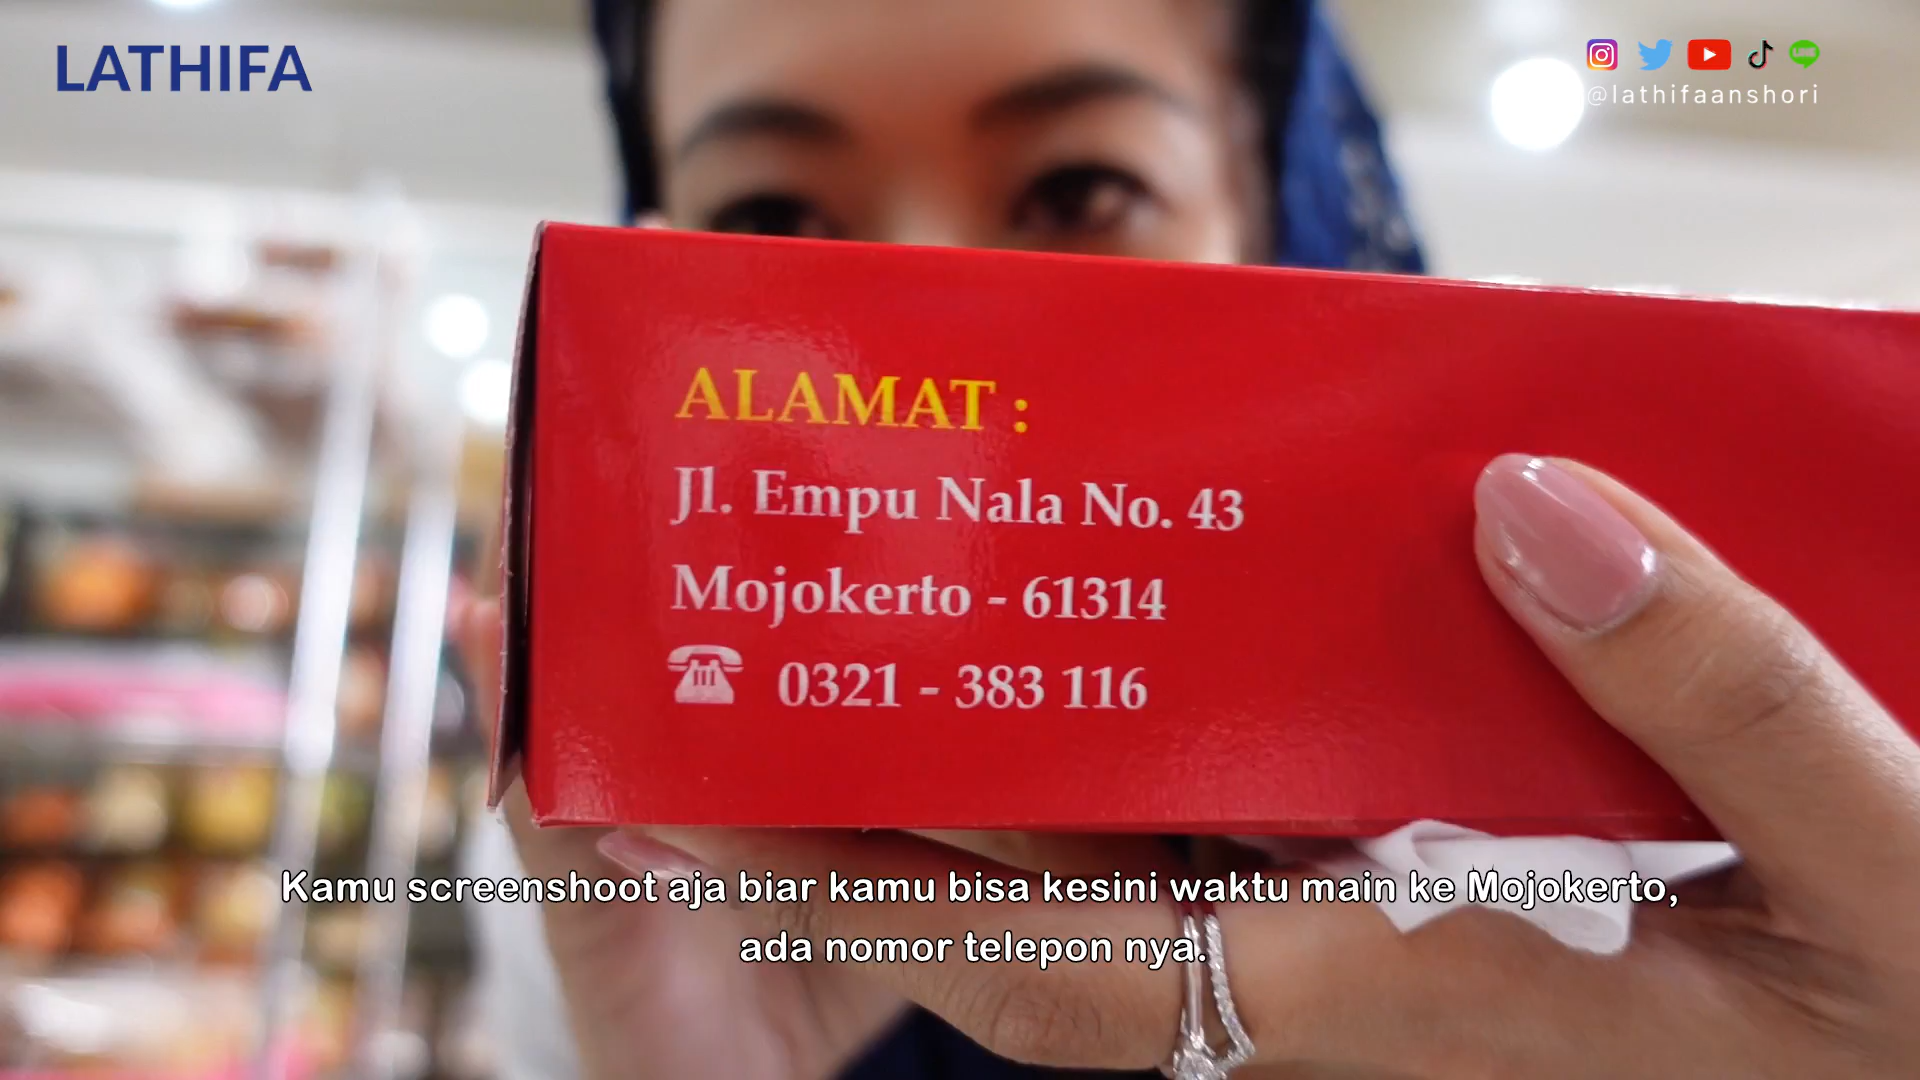 LATHIFA
@lathifaanshori
ALAMAT :
Jl. Empu Nala No. 43
Mojokerto - 61314
0321 - 383 116
Kamu screenshoot aja biar kamu bisa kesini waktu main ke Mojokerto,
ada nomor telepon nya.